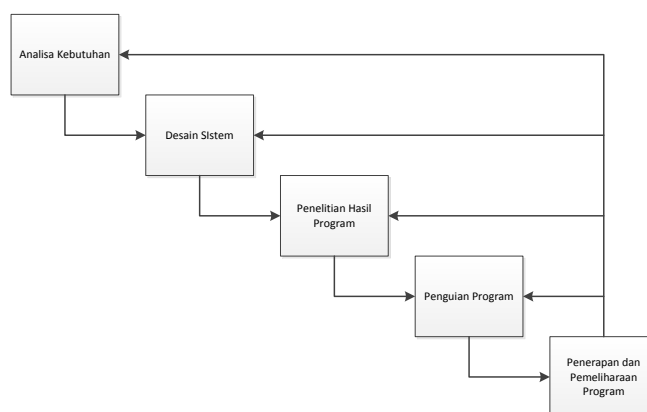 Analisa Kebutuhan
Desain SIstem
Penelitian Hasil
Program
Penguian Program
Penerapan dan
Pemeliharaan
Program